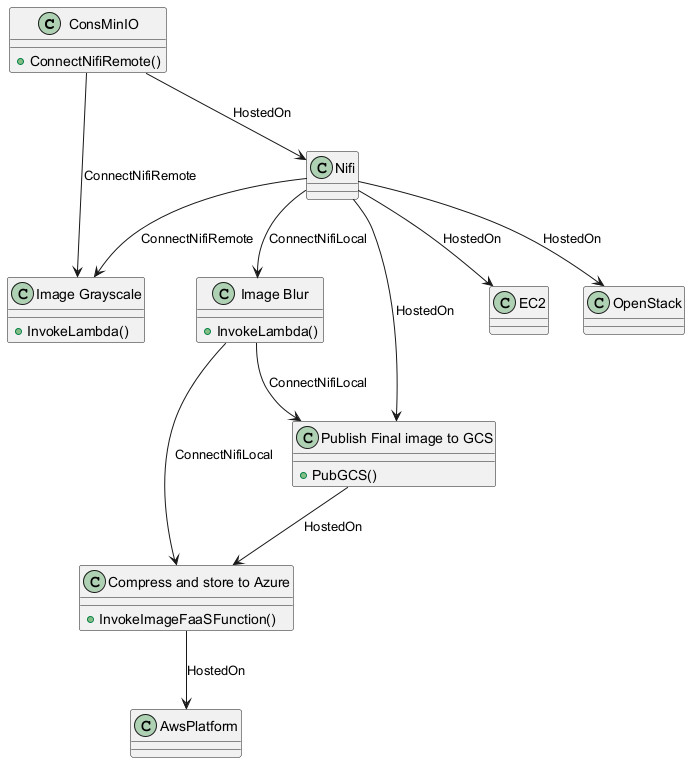 C ConsMinIO
ConnectNifiRemote()
HostedOn
ConnectNifiRemote
C Nifi
ConnectNifiRemote
ConnectNifiLocal
HostedOn
HostedOn
HostedOn
C Image Grayscale
InvokeLambda()
C Image Blur
InvokeLambda()
C EC2
C OpenStack
ConnectNifiLocal
ConnectNifiLocal
C Publish Final image to GCS
PubGCS()
HostedOn
C Compress and store to Azure
InvokeImageFaaSFunction()
HostedOn
C AwsPlatform